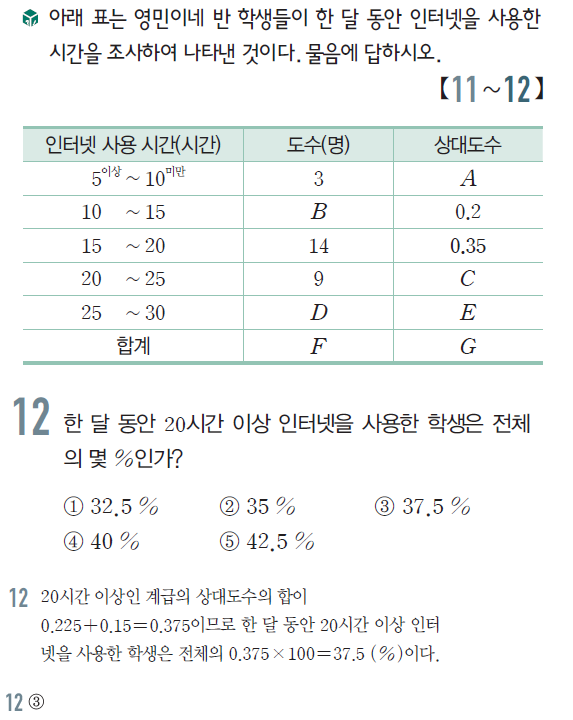 아래 표는 영민이네 반 학생들이 한 달 동안 인터넷을 사용한
시간을 조사하여 나타낸 것이다. 물음에 답하시오.
【11~12】
인터넷 사용 시간(시간) 도수(명) 상대도수
5이상 ~ 10미만 3 A
10 ~ 15 B 0.2
15 ~ 20 14 0.35
20 ~ 25 9 C
25 ~ 30 D E
합계 F G
12 한 달 동안 20시간 이상 인터넷을 사용한 학생은 전체
의 몇 %인가?
① 32.5 % ② 35 % ③ 37.5 %
④ 40 % ⑤ 42.5 %
12 20시간 이상인 계급의 상대도수의 합이
0.225+0.15=0.375이므로 한 달 동안 20시간 이상 인터
넷을 사용한 학생은 전체의 0.375×100=37.5 (%)이다.
12 ③